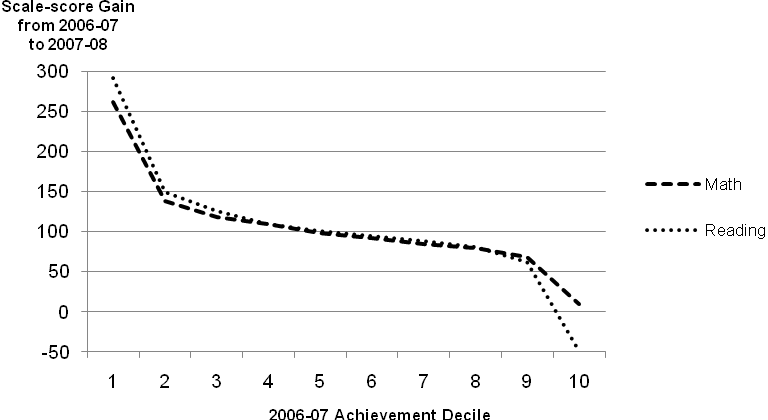 Scale-score Gain
from 2006-07
to 2007-08
300
250
200
150
100
50
0
-50
1 2 3 4 5 6 7 8 9 10
2006-07 Achievement Decile
Math
Reading